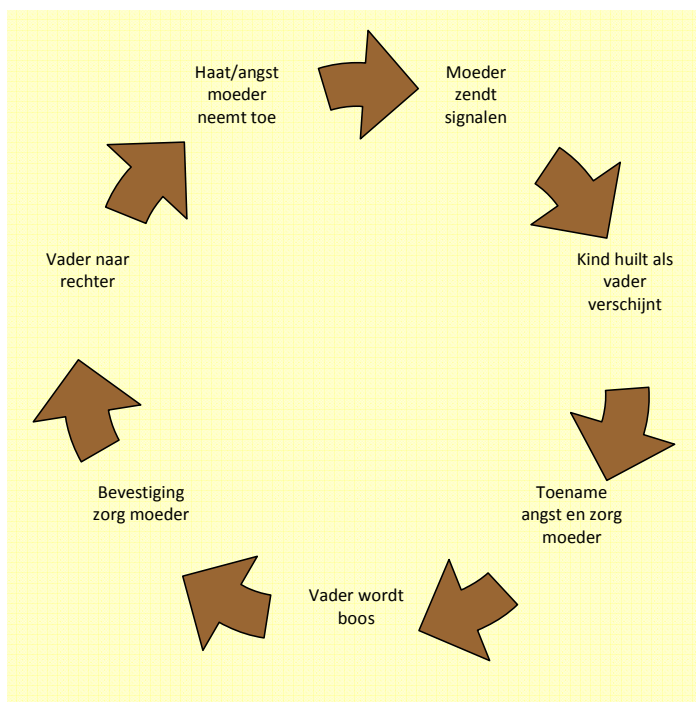 Haat/angst
moeder
neemt toe
Moeder
zendt
signalen
Kind huilt als
vader
verschijnt
Toename
angst en zorg
moeder
Vader wordt
boos
Bevestiging
zorg moeder
Vader naar
rechter